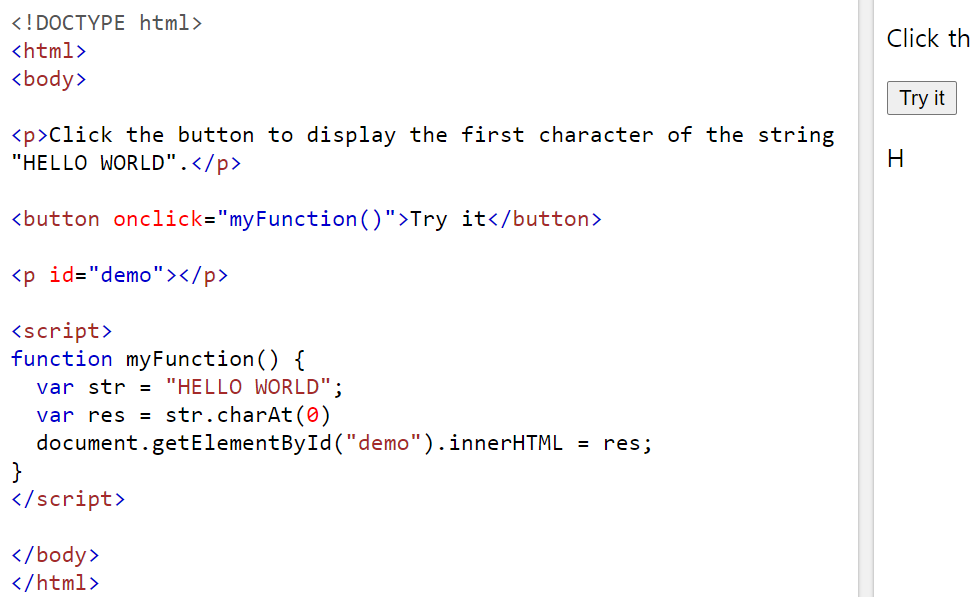 <!DOCTYPE html>
<html>
<body>
<p>Click the button to display the first character of the string
"HELLO WORLD".</p>
<button onclick="myFunction()">Try it</button>
<p id="demo"></p>
<script>
function myFunction() {
  var str = "HELLO WORLD";
  var res = str.charAt(0)
  document.getElementById("demo").innerHTML = res;
}
</script>
</body>
</html>
Click th
Try it
H